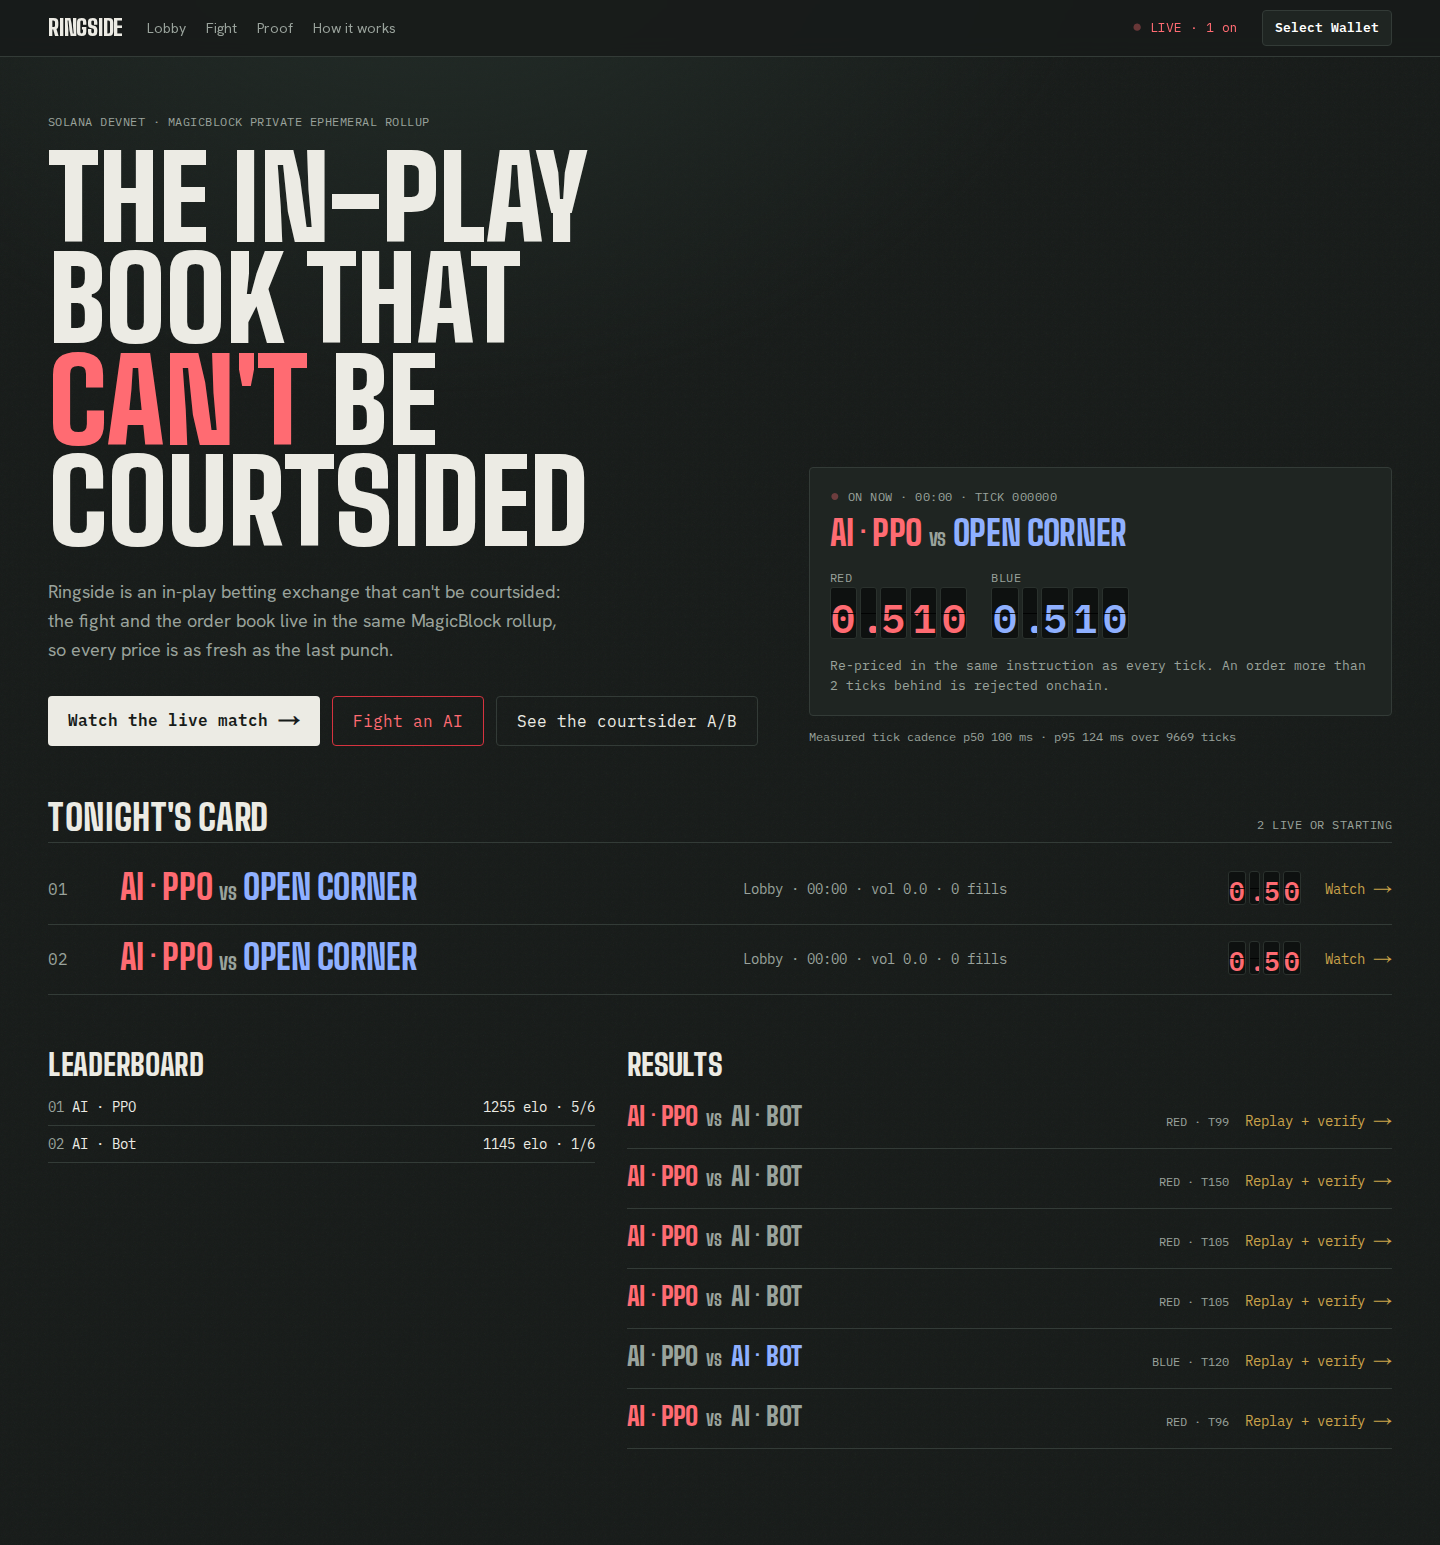 RINGSIDE Lobby Fight Proof How it works LIVE · 1 on Select Wallet
SOLANA DEVNET · MAGICBLOCK PRIVATE EPHEMERAL ROLLUP
THE IN-PLAY
BOOK THAT
CAN'T BE
COURTSIDED
Ringside is an in-play betting exchange that can't be courtsided:
the fight and the order book live in the same MagicBlock rollup,
so every price is as fresh as the last punch.
Watch the live match → Fight an AI See the courtsider A/B
ON NOW · 00:00 · TICK 000000
AI · PPO VS OPEN CORNER
RED BLUE
0.510 0.510
Re-priced in the same instruction as every tick. An order more than
2 ticks behind is rejected onchain.
Measured tick cadence p50 100 ms · p95 124 ms over 9669 ticks
TONIGHT'S CARD 2 LIVE OR STARTING
01 AI · PPO VS OPEN CORNER Lobby · 00:00 · vol 0.0 · 0 fills 0.50 Watch →
02 AI · PPO VS OPEN CORNER Lobby · 00:00 · vol 0.0 · 0 fills 0.50 Watch →
LEADERBOARD
01 AI · PPO 1255 elo · 5/6
02 AI · Bot 1145 elo · 1/6
RESULTS
AI · PPO VS AI · BOT RED · T99 Replay + verify →
AI · PPO VS AI · BOT RED · T150 Replay + verify →
AI · PPO VS AI · BOT RED · T105 Replay + verify →
AI · PPO VS AI · BOT RED · T105 Replay + verify →
AI · PPO VS AI · BOT BLUE · T120 Replay + verify →
AI · PPO VS AI · BOT RED · T96 Replay + verify →